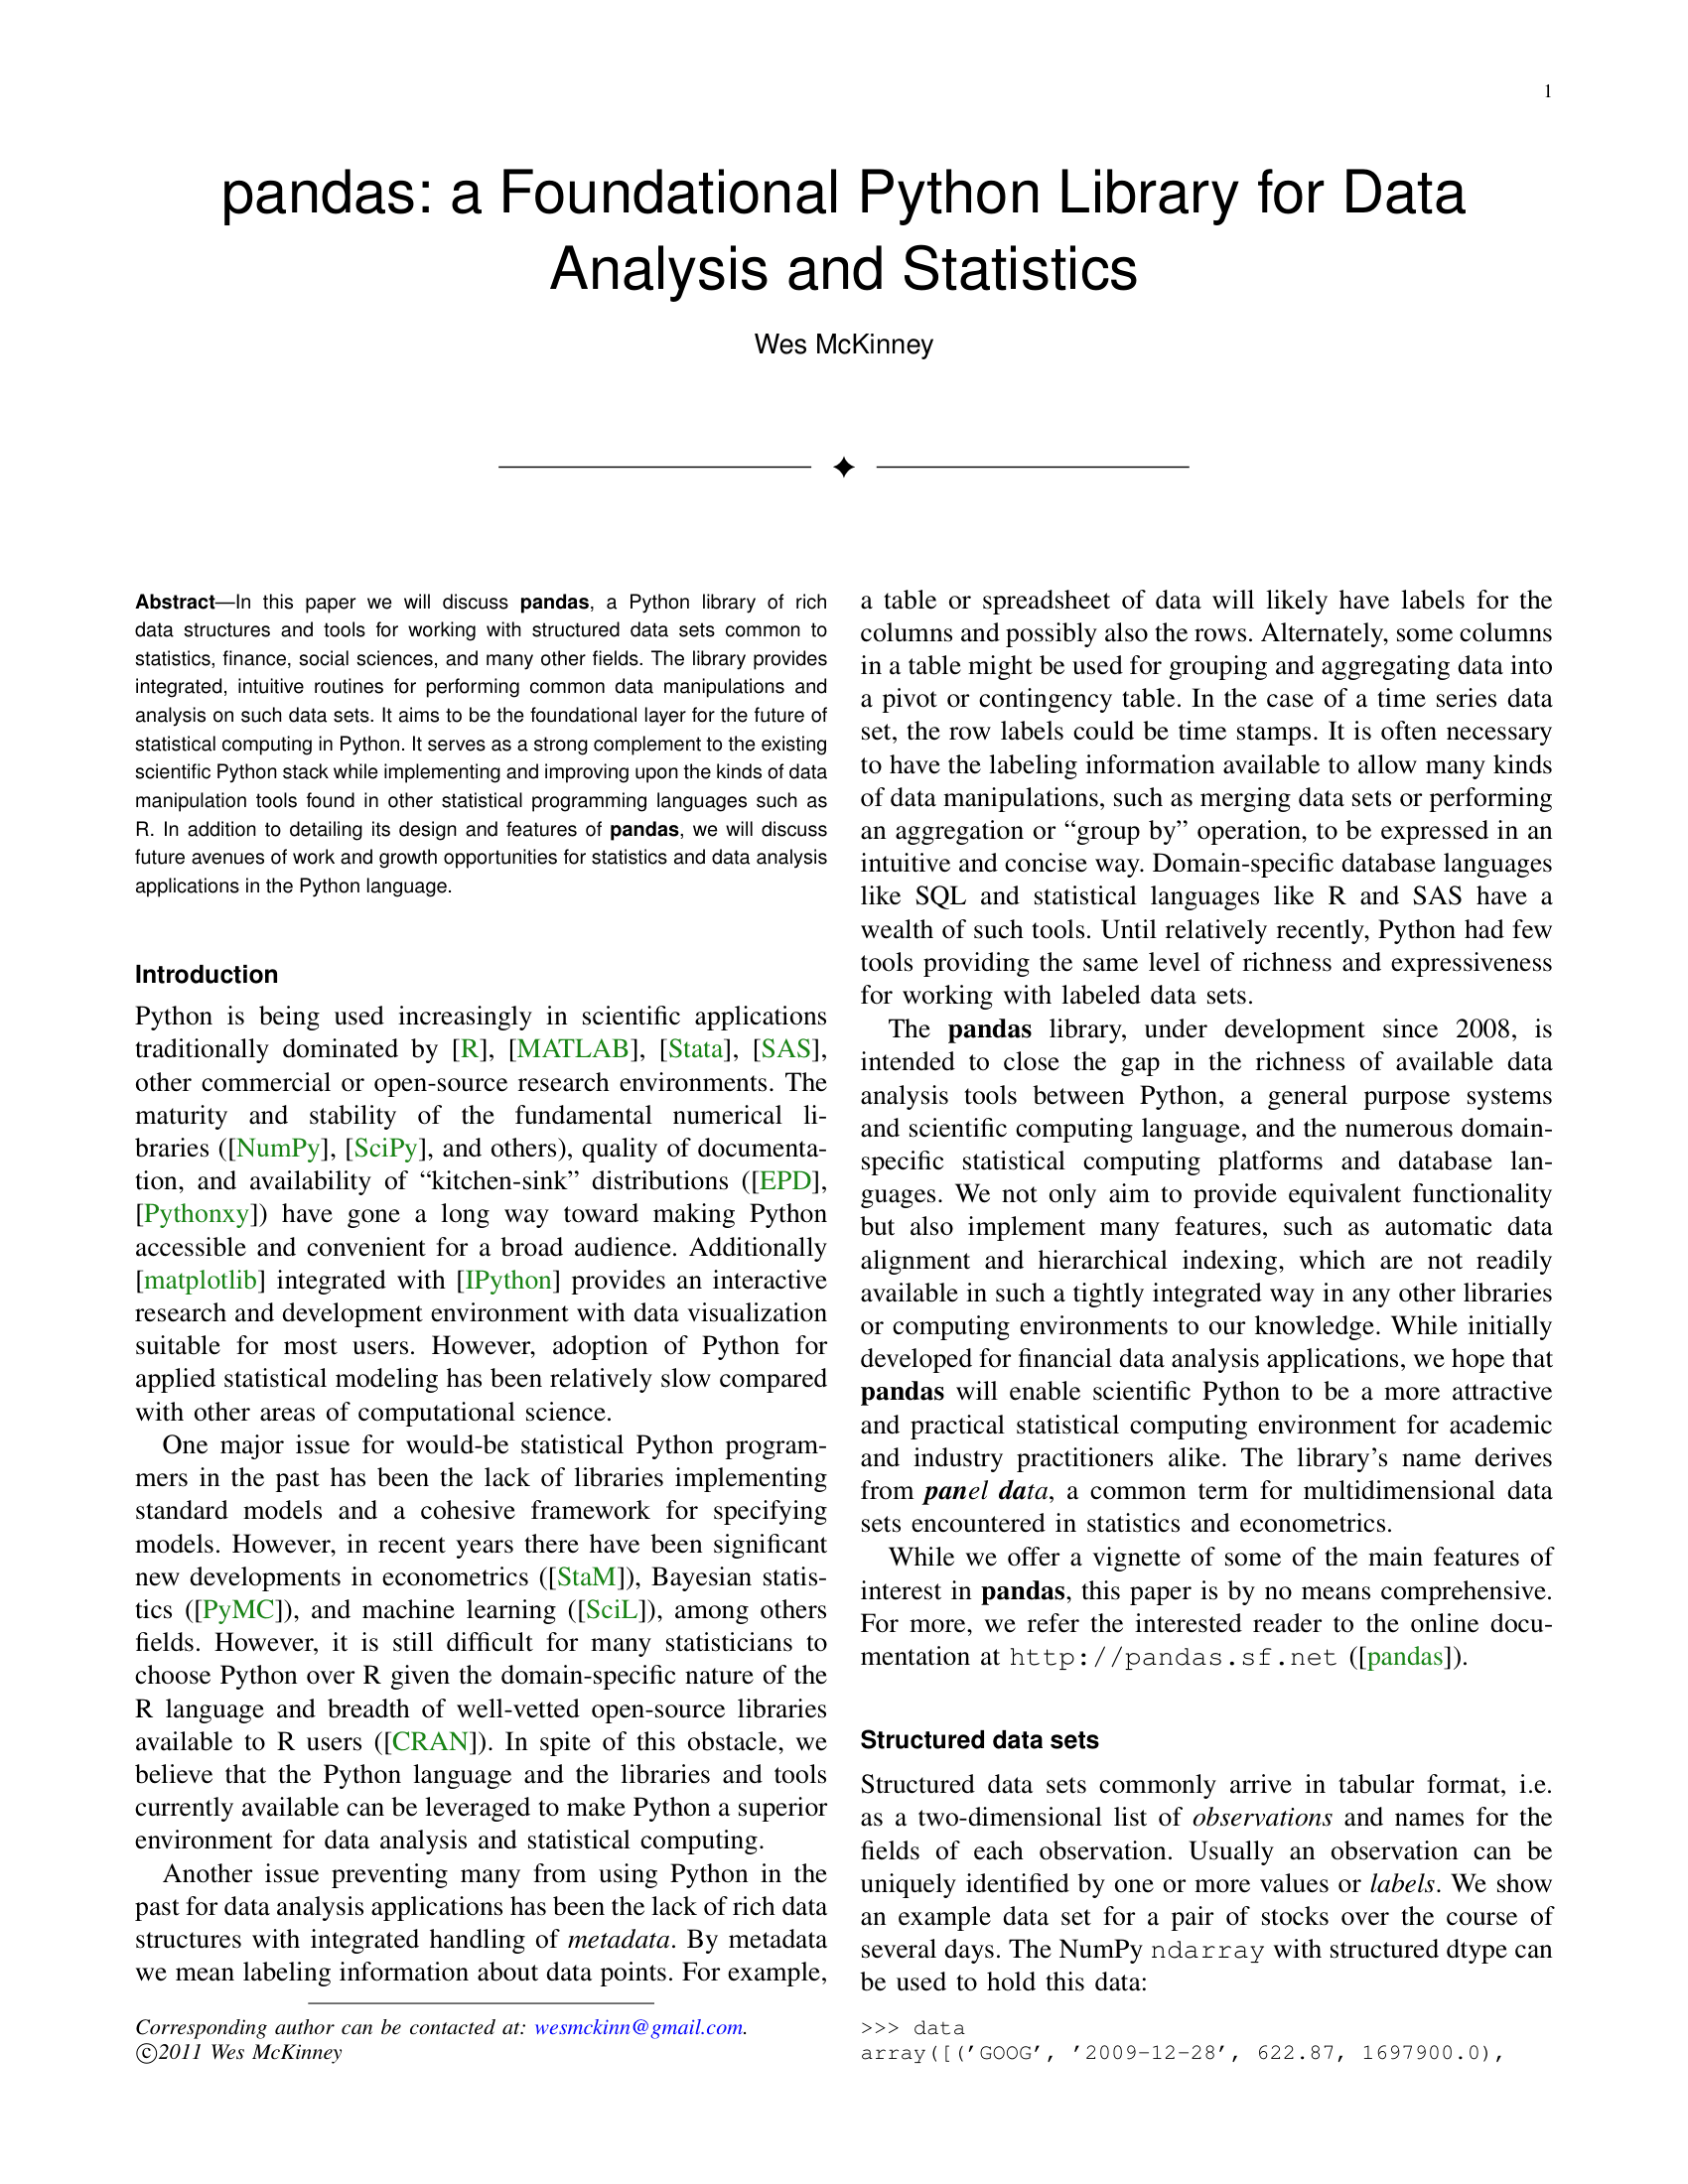 1
pandas: a Foundational Python Library for Data
Analysis and Statistics
Wes McKinney
✦
Abstract—In this paper we will discuss pandas, a Python library of rich
data structures and tools for working with structured data sets common to
statistics, finance, social sciences, and many other fields. The library provides
integrated, intuitive routines for performing common data manipulations and
analysis on such data sets. It aims to be the foundational layer for the future of
statistical computing in Python. It serves as a strong complement to the existing
scientific Python stack while implementing and improving upon the kinds of data
manipulation tools found in other statistical programming languages such as
R. In addition to detailing its design and features of pandas, we will discuss
future avenues of work and growth opportunities for statistics and data analysis
applications in the Python language.
Introduction
Python is being used increasingly in scientific applications
traditionally dominated by [R], [MATLAB], [Stata], [SAS],
other commercial or open-source research environments. The
maturity and stability of the fundamental numerical li-
braries ([NumPy], [SciPy], and others), quality of documenta-
tion, and availability of “kitchen-sink” distributions ([EPD],
[Pythonxy]) have gone a long way toward making Python
accessible and convenient for a broad audience. Additionally
[matplotlib] integrated with [IPython] provides an interactive
research and development environment with data visualization
suitable for most users. However, adoption of Python for
applied statistical modeling has been relatively slow compared
with other areas of computational science.
One major issue for would-be statistical Python program-
mers in the past has been the lack of libraries implementing
standard models and a cohesive framework for specifying
models. However, in recent years there have been significant
new developments in econometrics ([StaM]), Bayesian statis-
tics ([PyMC]), and machine learning ([SciL]), among others
fields. However, it is still difficult for many statisticians to
choose Python over R given the domain-specific nature of the
R language and breadth of well-vetted open-source libraries
available to R users ([CRAN]). In spite of this obstacle, we
believe that the Python language and the libraries and tools
currently available can be leveraged to make Python a superior
environment for data analysis and statistical computing.
Another issue preventing many from using Python in the
past for data analysis applications has been the lack of rich data
structures with integrated handling of metadata. By metadata
we mean labeling information about data points. For example,
Corresponding author can be contacted at: wesmckinn@gmail.com.
©2011 Wes McKinney
a table or spreadsheet of data will likely have labels for the
columns and possibly also the rows. Alternately, some columns
in a table might be used for grouping and aggregating data into
a pivot or contingency table. In the case of a time series data
set, the row labels could be time stamps. It is often necessary
to have the labeling information available to allow many kinds
of data manipulations, such as merging data sets or performing
an aggregation or “group by” operation, to be expressed in an
intuitive and concise way. Domain-specific database languages
like SQL and statistical languages like R and SAS have a
wealth of such tools. Until relatively recently, Python had few
tools providing the same level of richness and expressiveness
for working with labeled data sets.
The pandas library, under development since 2008, is
intended to close the gap in the richness of available data
analysis tools between Python, a general purpose systems
and scientific computing language, and the numerous domain-
specific statistical computing platforms and database lan-
guages. We not only aim to provide equivalent functionality
but also implement many features, such as automatic data
alignment and hierarchical indexing, which are not readily
available in such a tightly integrated way in any other libraries
or computing environments to our knowledge. While initially
developed for financial data analysis applications, we hope that
pandas will enable scientific Python to be a more attractive
and practical statistical computing environment for academic
and industry practitioners alike. The library’s name derives
from panel data, a common term for multidimensional data
sets encountered in statistics and econometrics.
While we offer a vignette of some of the main features of
interest in pandas, this paper is by no means comprehensive.
For more, we refer the interested reader to the online docu-
mentation at http://pandas.sf.net ([pandas]).
Structured data sets
Structured data sets commonly arrive in tabular format, i.e.
as a two-dimensional list of observations and names for the
fields of each observation. Usually an observation can be
uniquely identified by one or more values or labels. We show
an example data set for a pair of stocks over the course of
several days. The NumPy ndarray with structured dtype can
be used to hold this data:
>>> data
array([('GOOG', '2009-12-28', 622.87, 1697900.0),